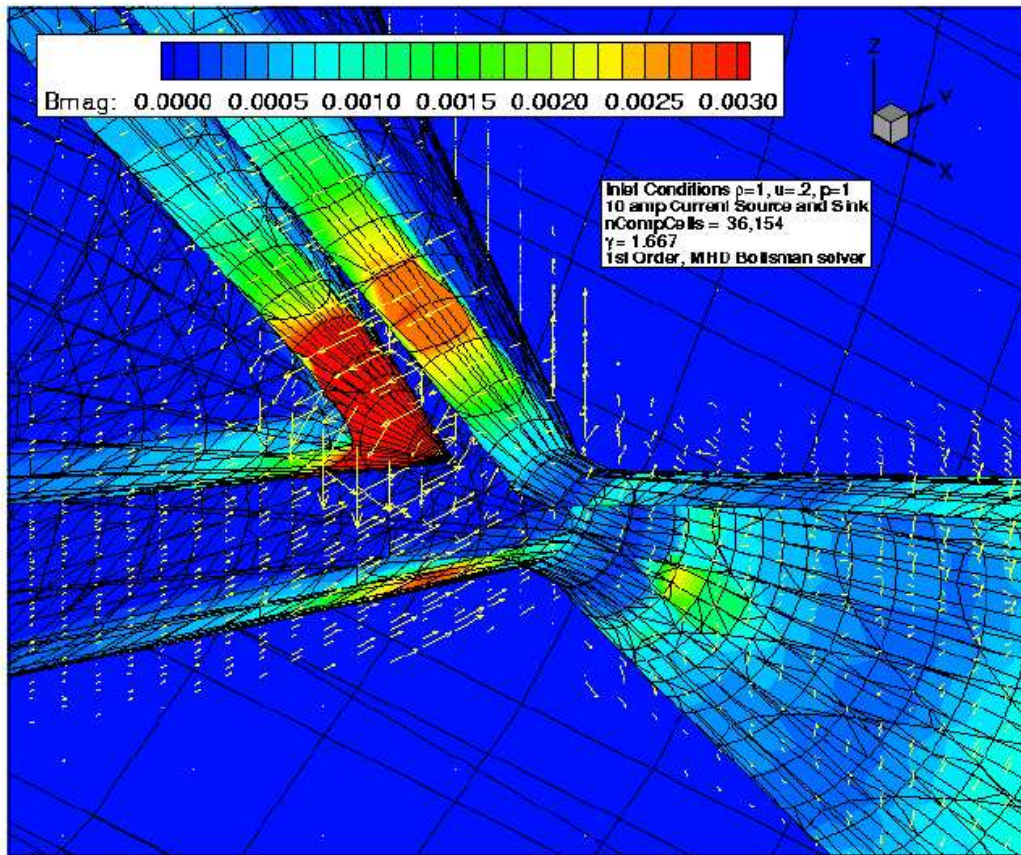 Bmag: 0.0000 0.0005 0.0010 0.0015 0.0020 0.0025 0.0030
Z
Y
X
Inlet Conditions ρ=1, u=.2, p=1
10 amp Current Source and Sink
nCompCells = 36,154
γ= 1.667
1st Order, MHD Boltsman solver